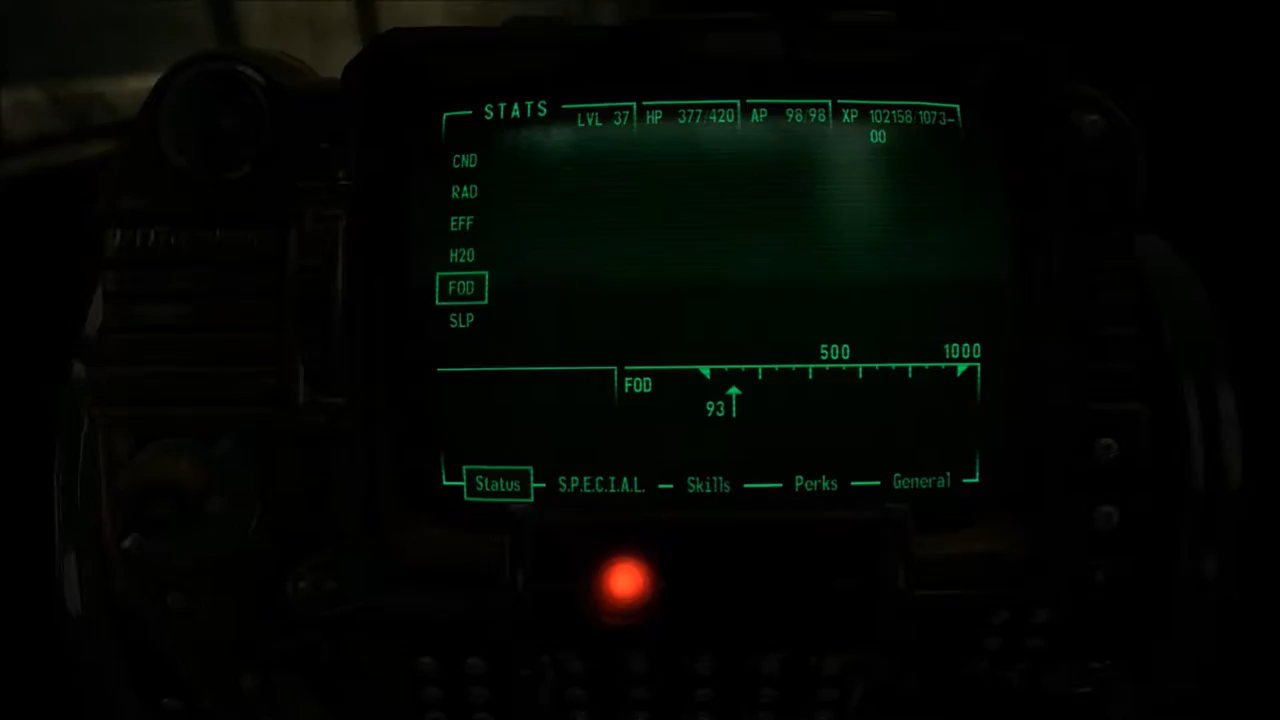 STATS LVL 37 HP 377/420 AP 98/98 XP 102158/1073-
00
CND
RAD
EFF
H2O
FOD
SLP
500 1000
FOD
93
Status S.P.E.C.I.A.L. Skills Perks General